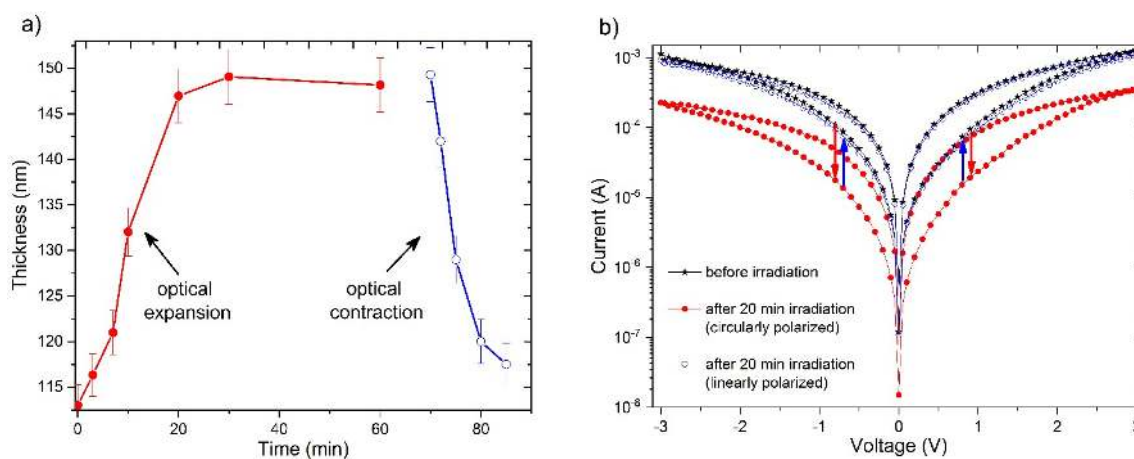 a)
150
145
140
135
130
125
120
115
Thickness (nm)
optical
expansion
optical
contraction
0
20
40
60
80
Time (min)
b)
10-3
10-4
10-5
10-6
10-7
10-8
Current (A)
before irradiation
after 20 min irradiation
(circularly polarized)
after 20 min irradiation
(linearly polarized)
-3
-2
-1
0
1
2
3
Voltage (V)